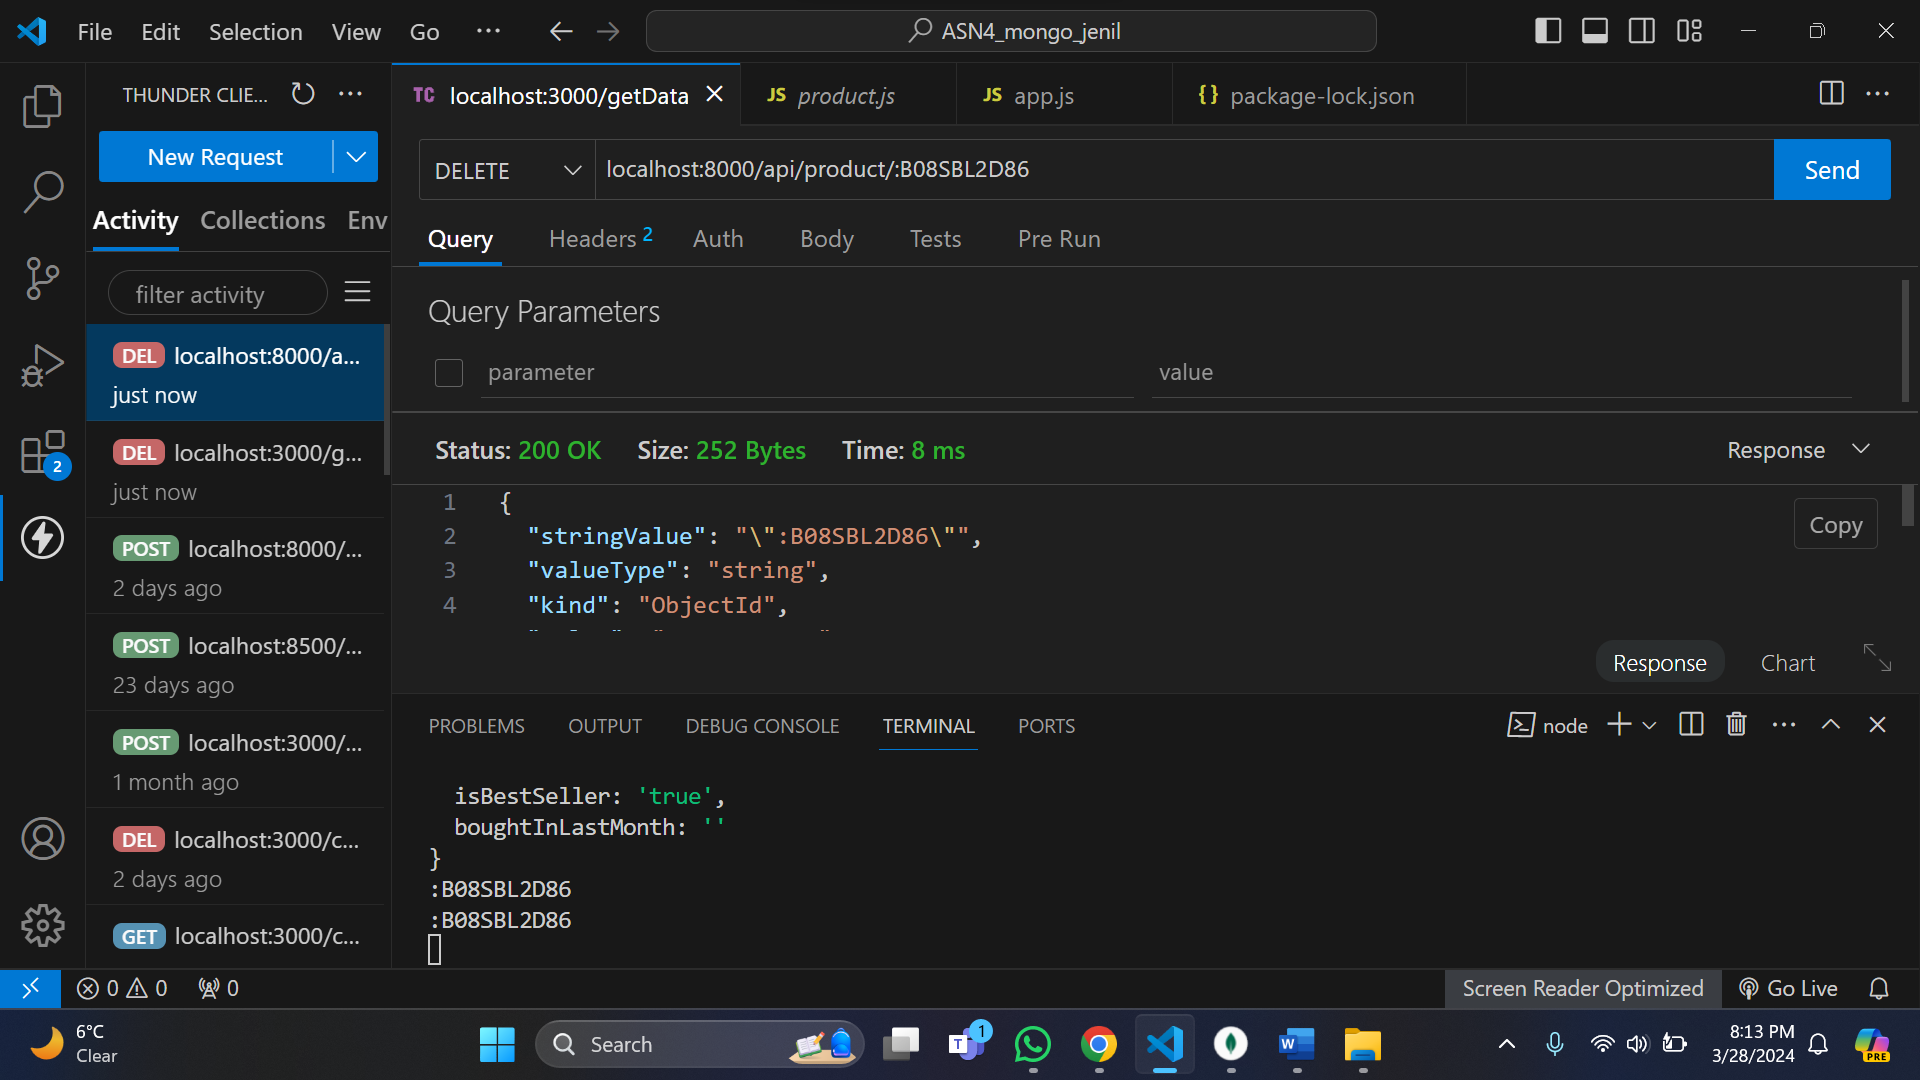 File Edit Selection View Go ASN4_mongo_jenil
THUNDER CLIE...
New Request
Activity Collections Env
filter activity
DEL localhost:8000/a...
just now
DEL localhost:3000/g...
just now
POST localhost:8000/...
2 days ago
POST localhost:8500/...
23 days ago
POST localhost:3000/...
1 month ago
DEL localhost:3000/c...
2 days ago
GET localhost:3000/c...
2
TC localhost:3000/getData JS product.js JS app.js {} package-lock.json
DELETE localhost:8000/api/product/:B08SBL2D86 Send
Query Headers 2 Auth Body Tests Pre Run
Query Parameters
parameter value
Status: 200 OK Size: 252 Bytes Time: 8 ms Response
1 {
2 "stringValue": "\":B08SBL2D86\"",
3 "valueType": "string",
4 "kind": "ObjectId",
Copy
Response Chart
PROBLEMS OUTPUT DEBUG CONSOLE TERMINAL PORTS node
isBestSeller: 'true',
boughtInLastMonth: ''
}
:B08SBL2D86
:B08SBL2D86
0 0 0 Screen Reader Optimized Go Live
6°C
Clear
Search
T 1
W
8:13 PM
3/28/2024
PRE